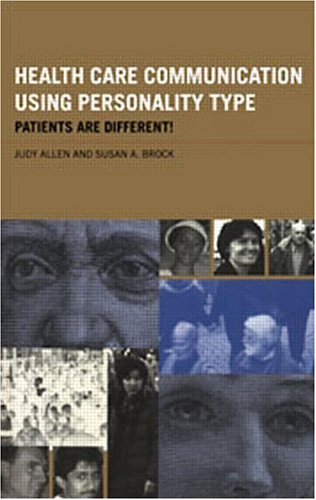 HEALTH CARE COMMUNICATION
USING PERSONALITY TYPE
PATIENTS ARE DIFFERENT!
JUDY ALLEN AND SUSAN A. BROCK